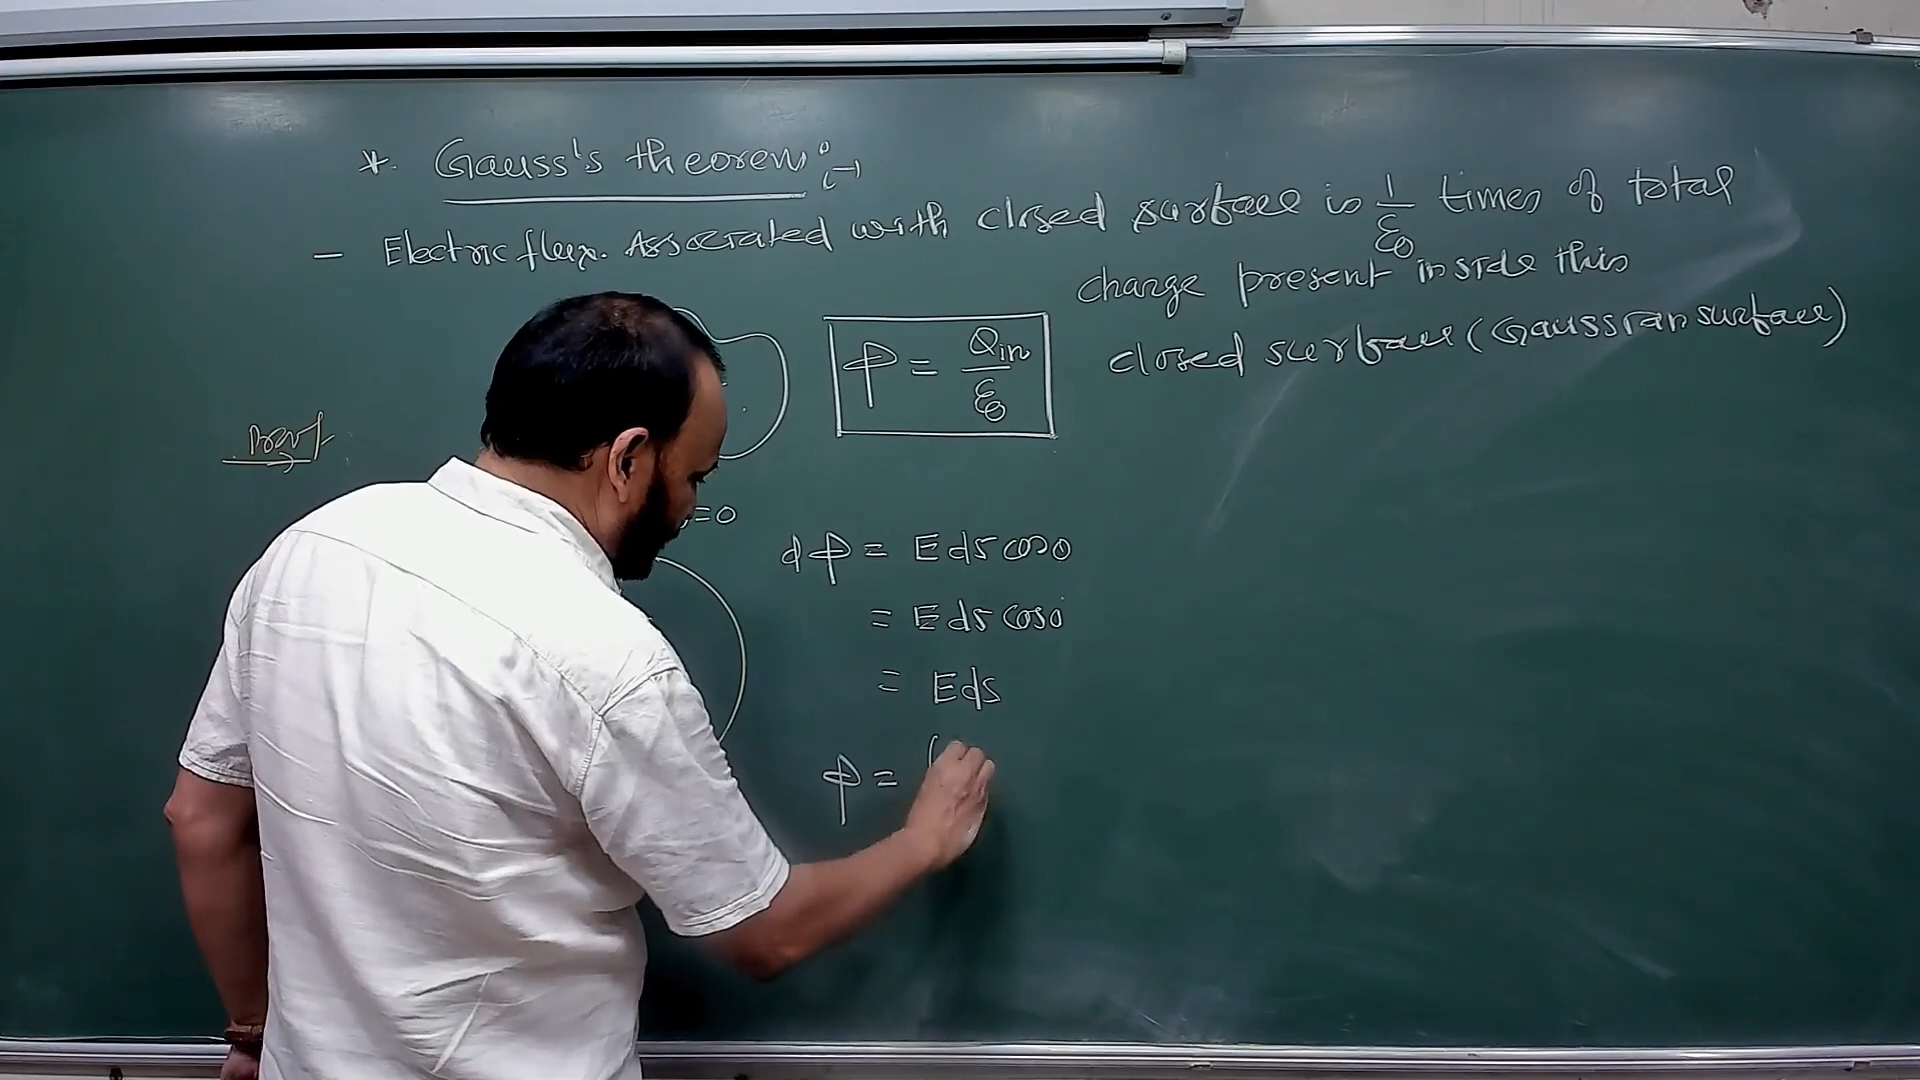 *. Gauss's theorem :-
- Electric flux. Associated with closed surface is 1/ε₀ times of total
charge present inside this
closed surface (Gaussian surface)
ϕ = Qin/ε₀
Proof
=0
dϕ = Eds cosθ
= Eds cos0
= Eds
ϕ =